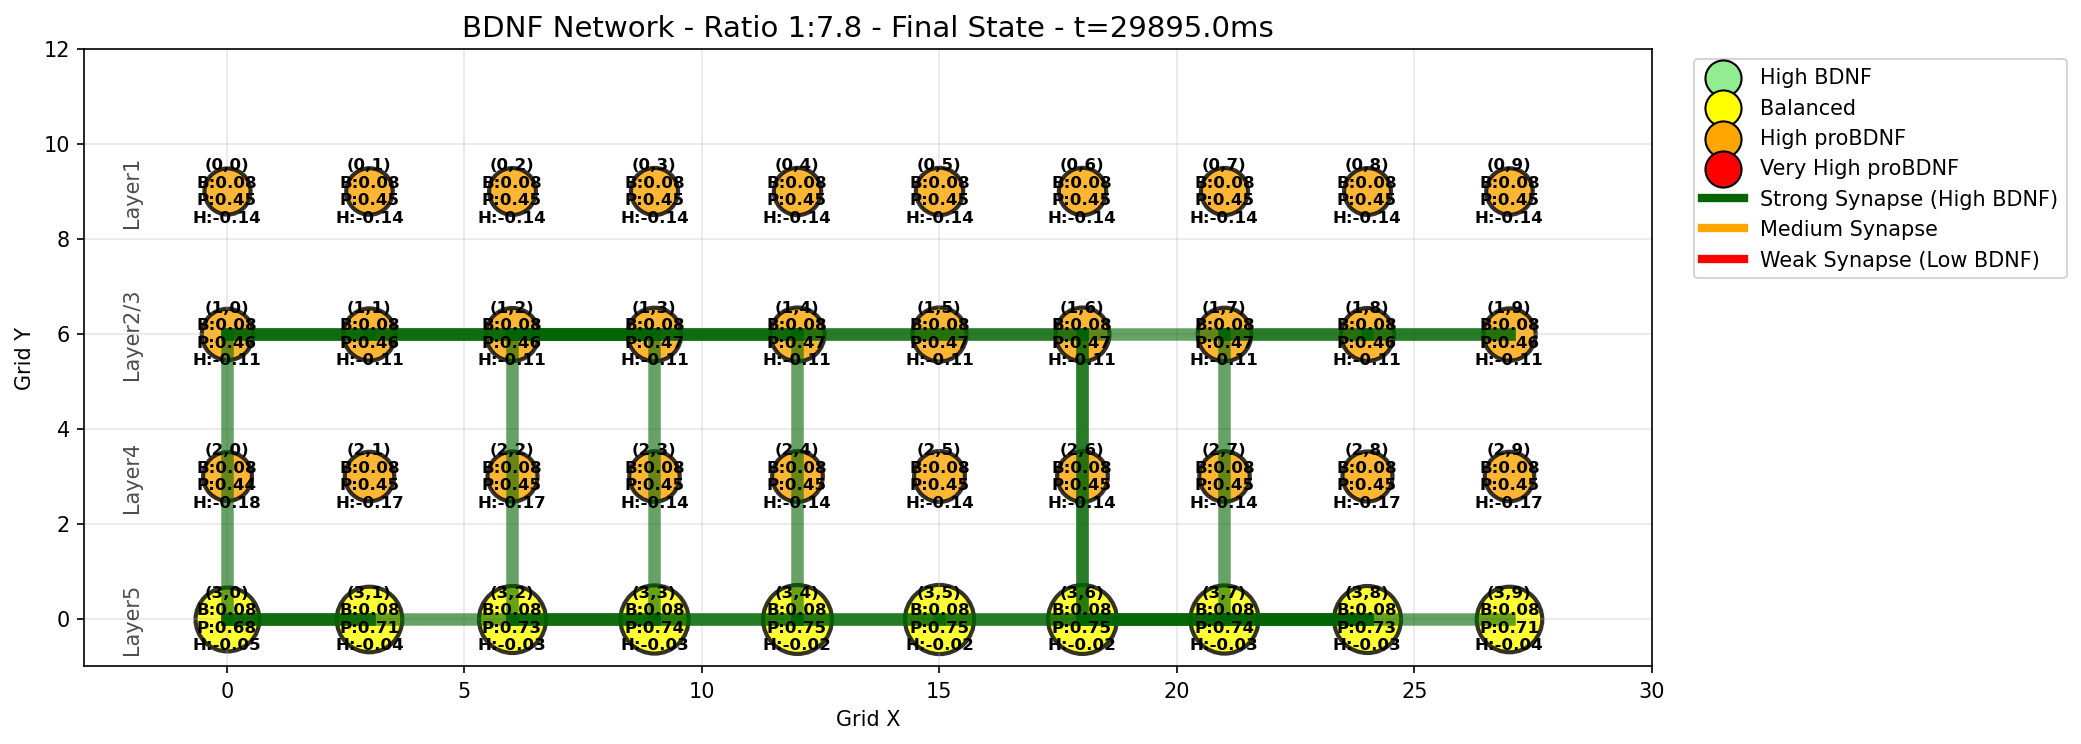 BDNF Network - Ratio 1:7.8 - Final State - t=29895.0ms
Grid Y
12
10
8
6
4
2
0
Layer1
(0,0) (0,1) (0,2) (0,3) (0,4) (0,5) (0,6) (0,7) (0,8) (0,9)
B:0.08 B:0.08 B:0.08 B:0.08 B:0.08 B:0.08 B:0.08 B:0.08 B:0.08 B:0.08
P:0.45 P:0.45 P:0.45 P:0.45 P:0.45 P:0.45 P:0.45 P:0.45 P:0.45 P:0.45
H:-0.14 H:-0.14 H:-0.14 H:-0.14 H:-0.14 H:-0.14 H:-0.14 H:-0.14 H:-0.14 H:-0.14
Layer2/3
(1,0) (1,1) (1,2) (1,3) (1,4) (1,5) (1,6) (1,7) (1,8) (1,9)
B:0.08 B:0.08 B:0.08 B:0.08 B:0.08 B:0.08 B:0.08 B:0.08 B:0.08 B:0.08
P:0.46 P:0.46 P:0.46 P:0.47 P:0.47 P:0.47 P:0.47 P:0.47 P:0.46 P:0.46
H:-0.11 H:-0.11 H:-0.11 H:-0.11 H:-0.11 H:-0.11 H:-0.11 H:-0.11 H:-0.11 H:-0.11
Layer4
(2,0) (2,1) (2,2) (2,3) (2,4) (2,5) (2,6) (2,7) (2,8) (2,9)
B:0.08 B:0.08 B:0.08 B:0.08 B:0.08 B:0.08 B:0.08 B:0.08 B:0.08 B:0.08
P:0.44 P:0.45 P:0.45 P:0.45 P:0.45 P:0.45 P:0.45 P:0.45 P:0.45 P:0.45
H:-0.18 H:-0.17 H:-0.17 H:-0.14 H:-0.14 H:-0.14 H:-0.14 H:-0.14 H:-0.17 H:-0.17
Layer5
(3,0) (3,1) (3,2) (3,3) (3,4) (3,5) (3,6) (3,7) (3,8) (3,9)
B:0.08 B:0.08 B:0.08 B:0.08 B:0.08 B:0.08 B:0.08 B:0.08 B:0.08 B:0.08
P:0.68 P:0.71 P:0.73 P:0.74 P:0.75 P:0.75 P:0.75 P:0.74 P:0.73 P:0.71
H:-0.05 H:-0.04 H:-0.03 H:-0.03 H:-0.02 H:-0.02 H:-0.02 H:-0.03 H:-0.03 H:-0.04
0 5 10 15 20 25 30
Grid X
High BDNF
Balanced
High proBDNF
Very High proBDNF
Strong Synapse (High BDNF)
Medium Synapse
Weak Synapse (Low BDNF)